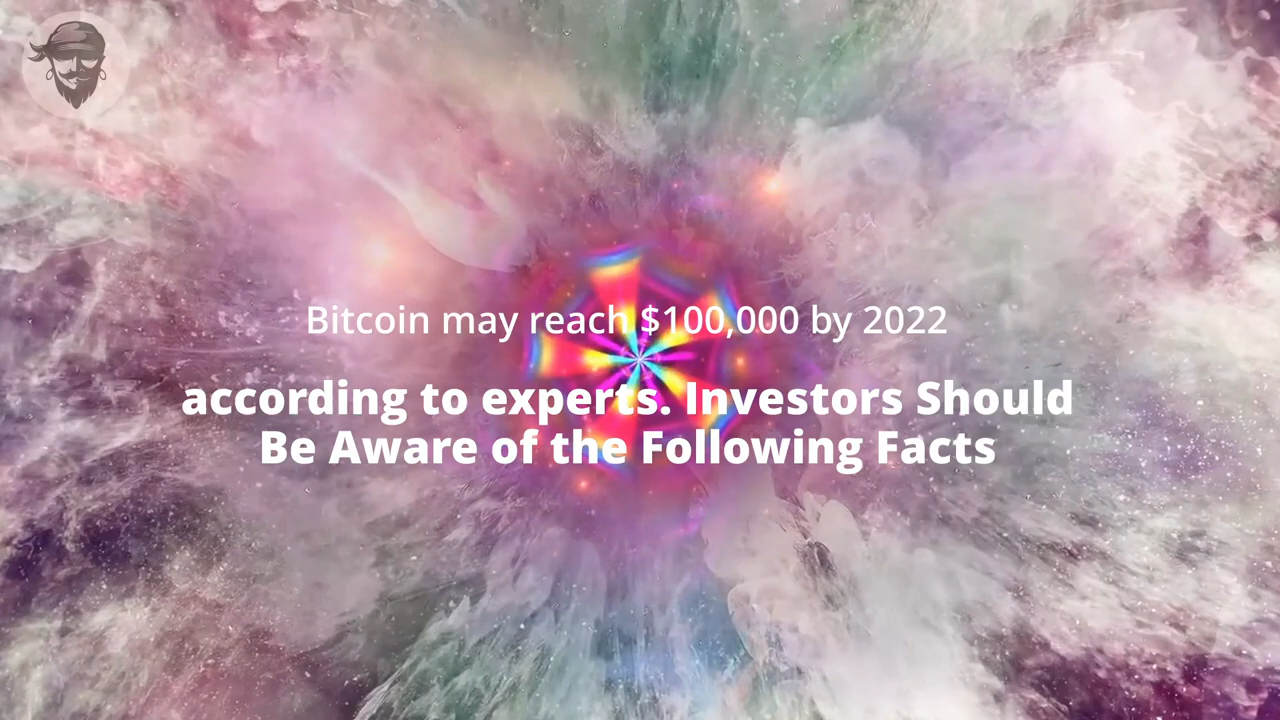 Bitcoin may reach $100,000 by 2022
according to experts. Investors Should
Be Aware of the Following Facts